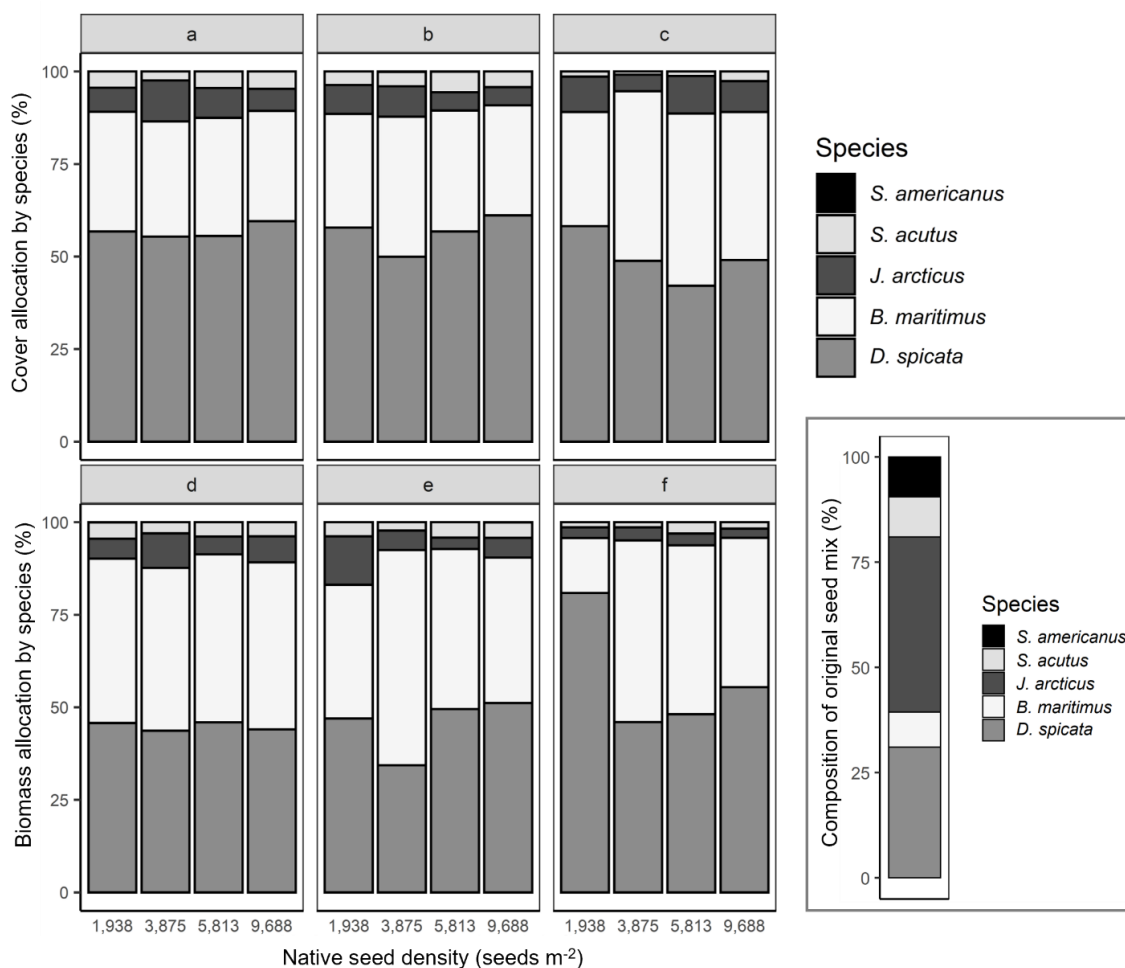 a
b
c
100
75
50
25
0
Cover allocation by species (%)
Species
S. americanus
S. acutus
J. arcticus
B. maritimus
D. spicata
d
e
f
100
75
50
25
0
Biomass allocation by species (%)
1,938 3,875 5,813 9,688
1,938 3,875 5,813 9,688
1,938 3,875 5,813 9,688
Native seed density (seeds m-2)
100
75
50
25
0
Composition of original seed mix (%)
Species
S. americanus
S. acutus
J. arcticus
B. maritimus
D. spicata